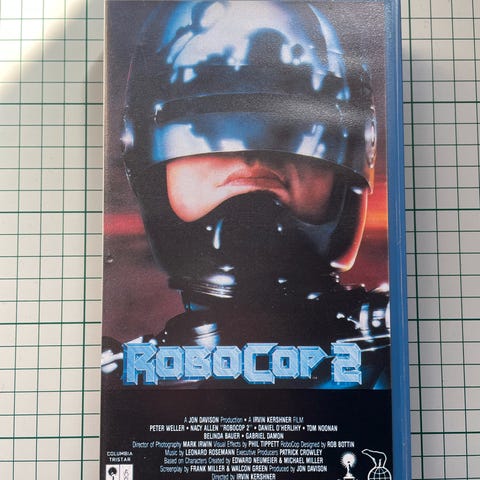 ROBOCOP 2
A JON DAVISON Production • A IRVIN KERSHNER FILM
PETER WELLER • NACY ALLEN "ROBOCOP 2" • DANIEL O'HERLIHY • TOM NOONAN
BELINDA BAUER • GABRIEL DAMON
Director of Photography MARK IRWIN Visual Effects by PHIL TIPPETT RoboCop Designed by ROB BOTTIN
Music by LEONARD ROSEMANN Executive Producers PATRICK CROWLEY
Based on Characters Created by EDWARD NEUMEIER & MICHAEL MILLER
Screenplay by FRANK MILLER & WALCON GREEN Produced by JON DAVISON
Directed by IRVIN KERSHNER
COLUMBIA
TRISTAR